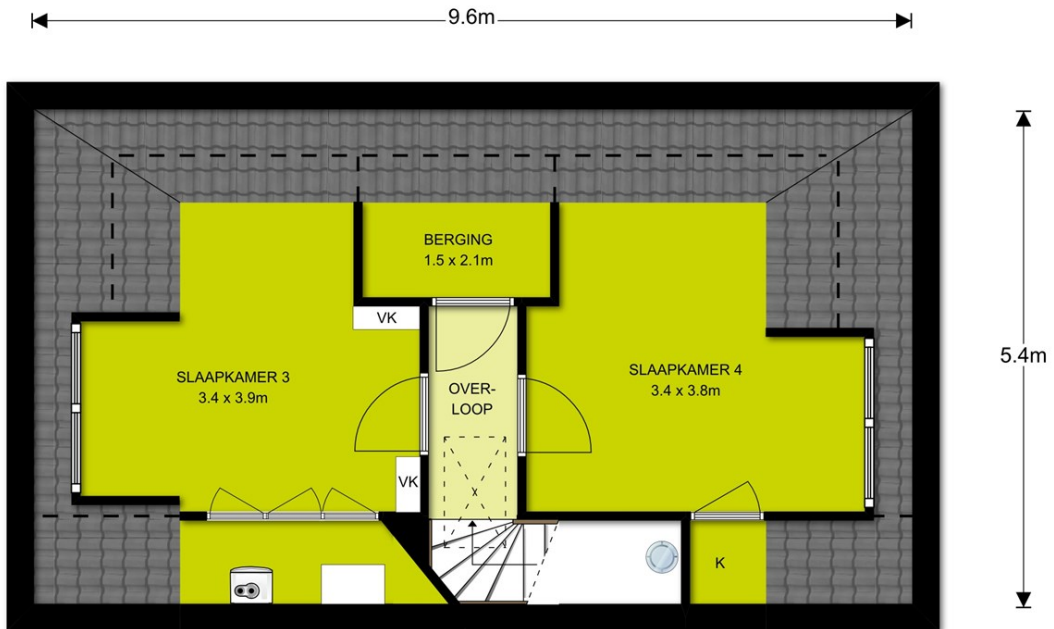 9.6m
BERGING
1.5 x 2.1m
VK
5.4m
SLAAPKAMER 3
3.4 x 3.9m
OVER-
LOOP
SLAAPKAMER 4
3.4 x 3.8m
VK
K